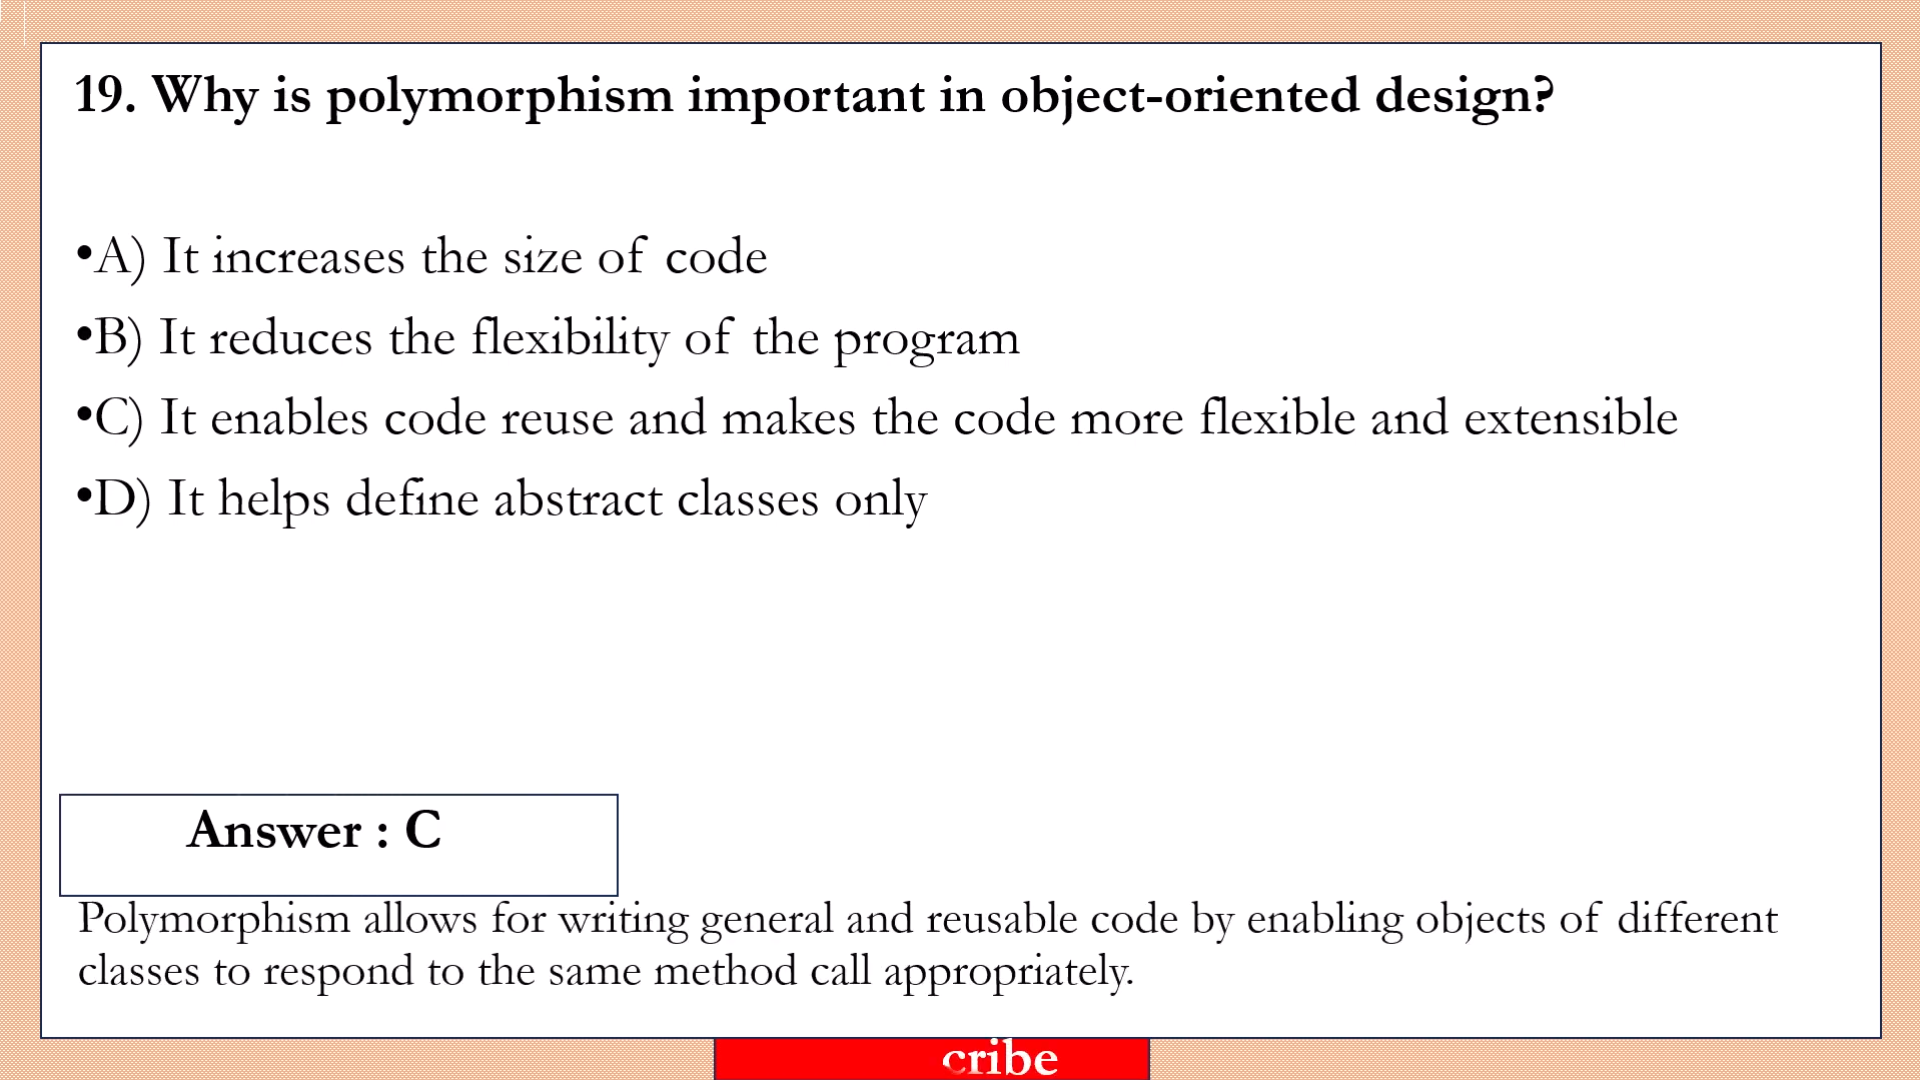 19. Why is polymorphism important in object-oriented design?
•A) It increases the size of code
•B) It reduces the flexibility of the program
•C) It enables code reuse and makes the code more flexible and extensible
•D) It helps define abstract classes only
Answer : C
Polymorphism allows for writing general and reusable code by enabling objects of different
classes to respond to the same method call appropriately.
cribe